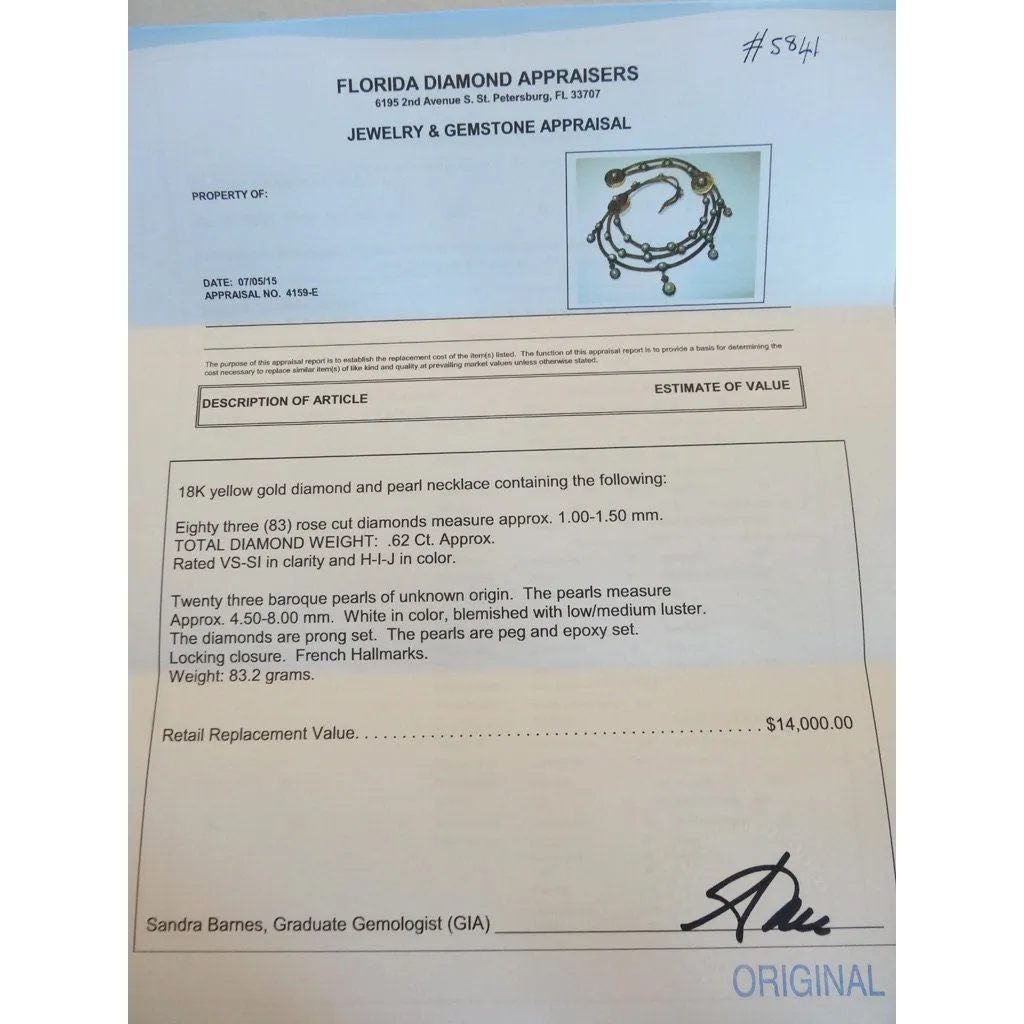 #5841
FLORIDA DIAMOND APPRAISERS
6195 2nd Avenue S. St. Petersburg, FL 33707
JEWELRY & GEMSTONE APPRAISAL
PROPERTY OF:
DATE: 07/05/15
APPRAISAL NO. 4159-E
The purpose of this appraisal report is to establish the replacement cost of the item(s) listed. The function of this appraisal report is to provide a basis for determining the
cost necessary to replace similar item(s) of like kind and quality at prevailing market values unless otherwise stated.
DESCRIPTION OF ARTICLE ESTIMATE OF VALUE
18K yellow gold diamond and pearl necklace containing the following:
Eighty three (83) rose cut diamonds measure approx. 1.00-1.50 mm.
TOTAL DIAMOND WEIGHT: .62 Ct. Approx.
Rated VS-SI in clarity and H-I-J in color.
Twenty three baroque pearls of unknown origin. The pearls measure
Approx. 4.50-8.00 mm. White in color, blemished with low/medium luster.
The diamonds are prong set. The pearls are peg and epoxy set.
Locking closure. French Hallmarks.
Weight: 83.2 grams.
Retail Replacement Value. . . . . . . . . . . . . . . . . . . . . . . . . . . . . . . . . . . . . . . . $14,000.00
Sandra Barnes, Graduate Gemologist (GIA)
ORIGINAL